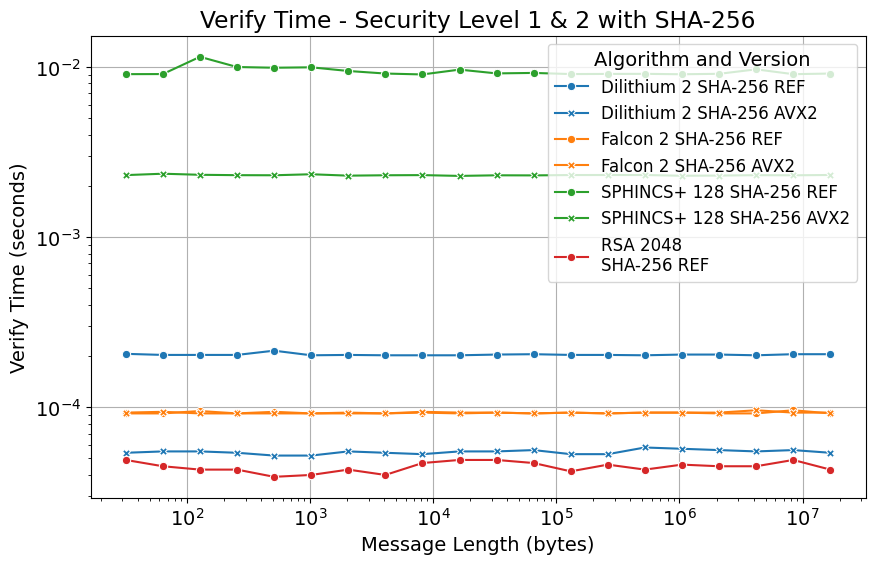 Verify Time - Security Level 1 & 2 with SHA-256
Algorithm and Version
Dilithium 2 SHA-256 REF
Dilithium 2 SHA-256 AVX2
Falcon 2 SHA-256 REF
Falcon 2 SHA-256 AVX2
SPHINCS+ 128 SHA-256 REF
SPHINCS+ 128 SHA-256 AVX2
RSA 2048
SHA-256 REF
Verify Time (seconds)
10⁻²
10⁻³
10⁻⁴
10² 10³ 10⁴ 10⁵ 10⁶ 10⁷
Message Length (bytes)